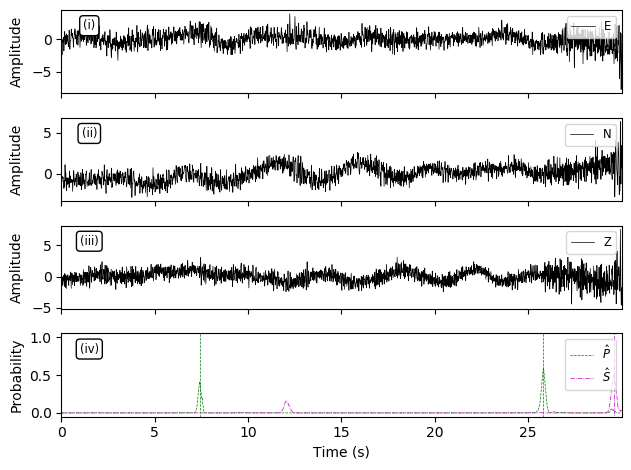 (i)
E
Amplitude
0
−5
(ii)
N
Amplitude
5
0
(iii)
Z
Amplitude
5
0
−5
(iv)
P̂
Ŝ
Probability
1.0
0.5
0.0
0 5 10 15 20 25
Time (s)